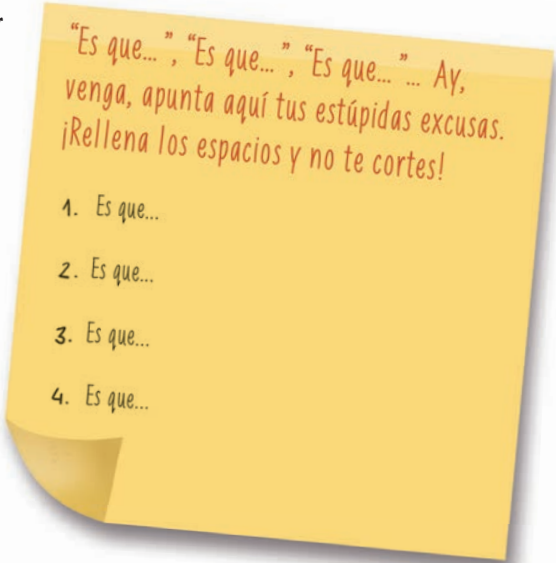 “Es que... ”, “Es que... ”, “Es que... ”... Ay,
venga, apunta aquí tus estúpidas excusas.
¡Rellena los espacios y no te cortes!
1. Es que...
2. Es que...
3. Es que...
4. Es que...